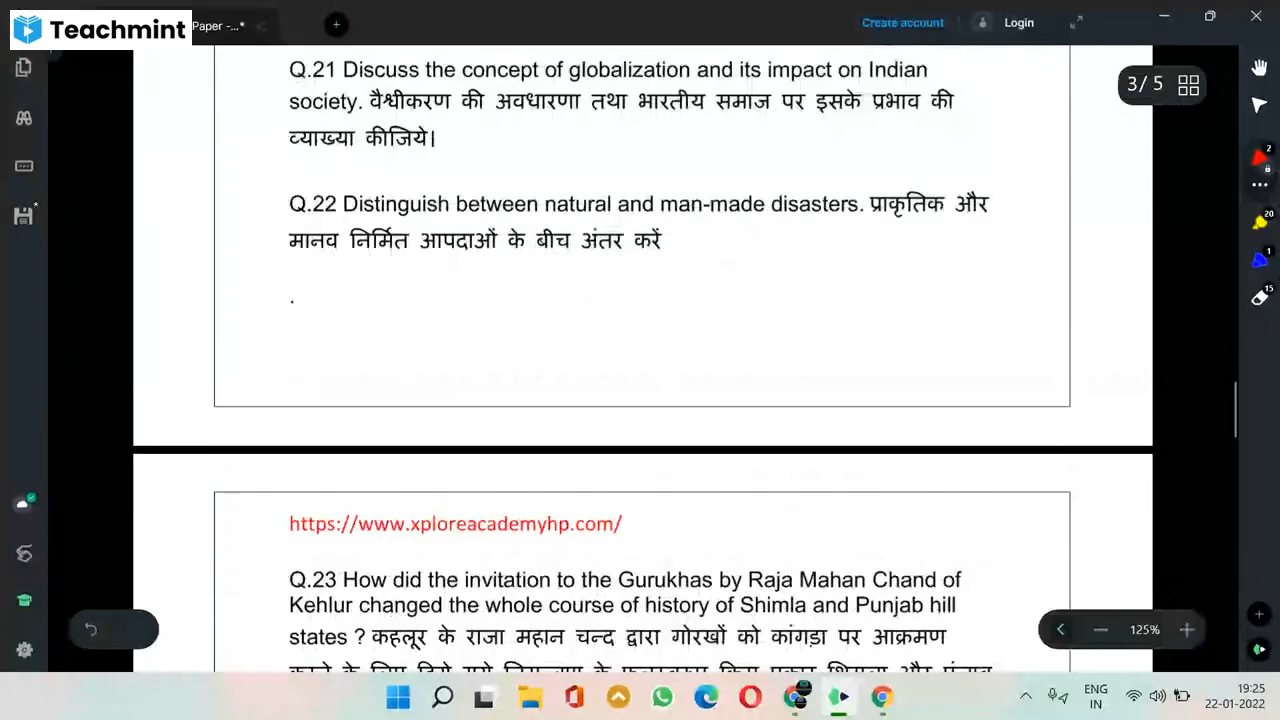 Teachmint
Paper -...*
Create account
Login
Q.21 Discuss the concept of globalization and its impact on Indian
society. वैश्वीकरण की अवधारणा तथा भारतीय समाज पर इसके प्रभाव की
व्याख्या कीजिये।
3/5
2
20
1
15
Q.22 Distinguish between natural and man-made disasters. प्राकृतिक और
मानव निर्मित आपदाओं के बीच अंतर करें
.
https://www.xploreacademyhp.com/
Q.23 How did the invitation to the Gurukhas by Raja Mahan Chand of
Kehlur changed the whole course of history of Shimla and Punjab hill
states ? कहलूर के राजा महान चन्द द्वारा गोरखों को कांगड़ा पर आक्रमण
125%
ENG
IN
19:25
22-01-2022